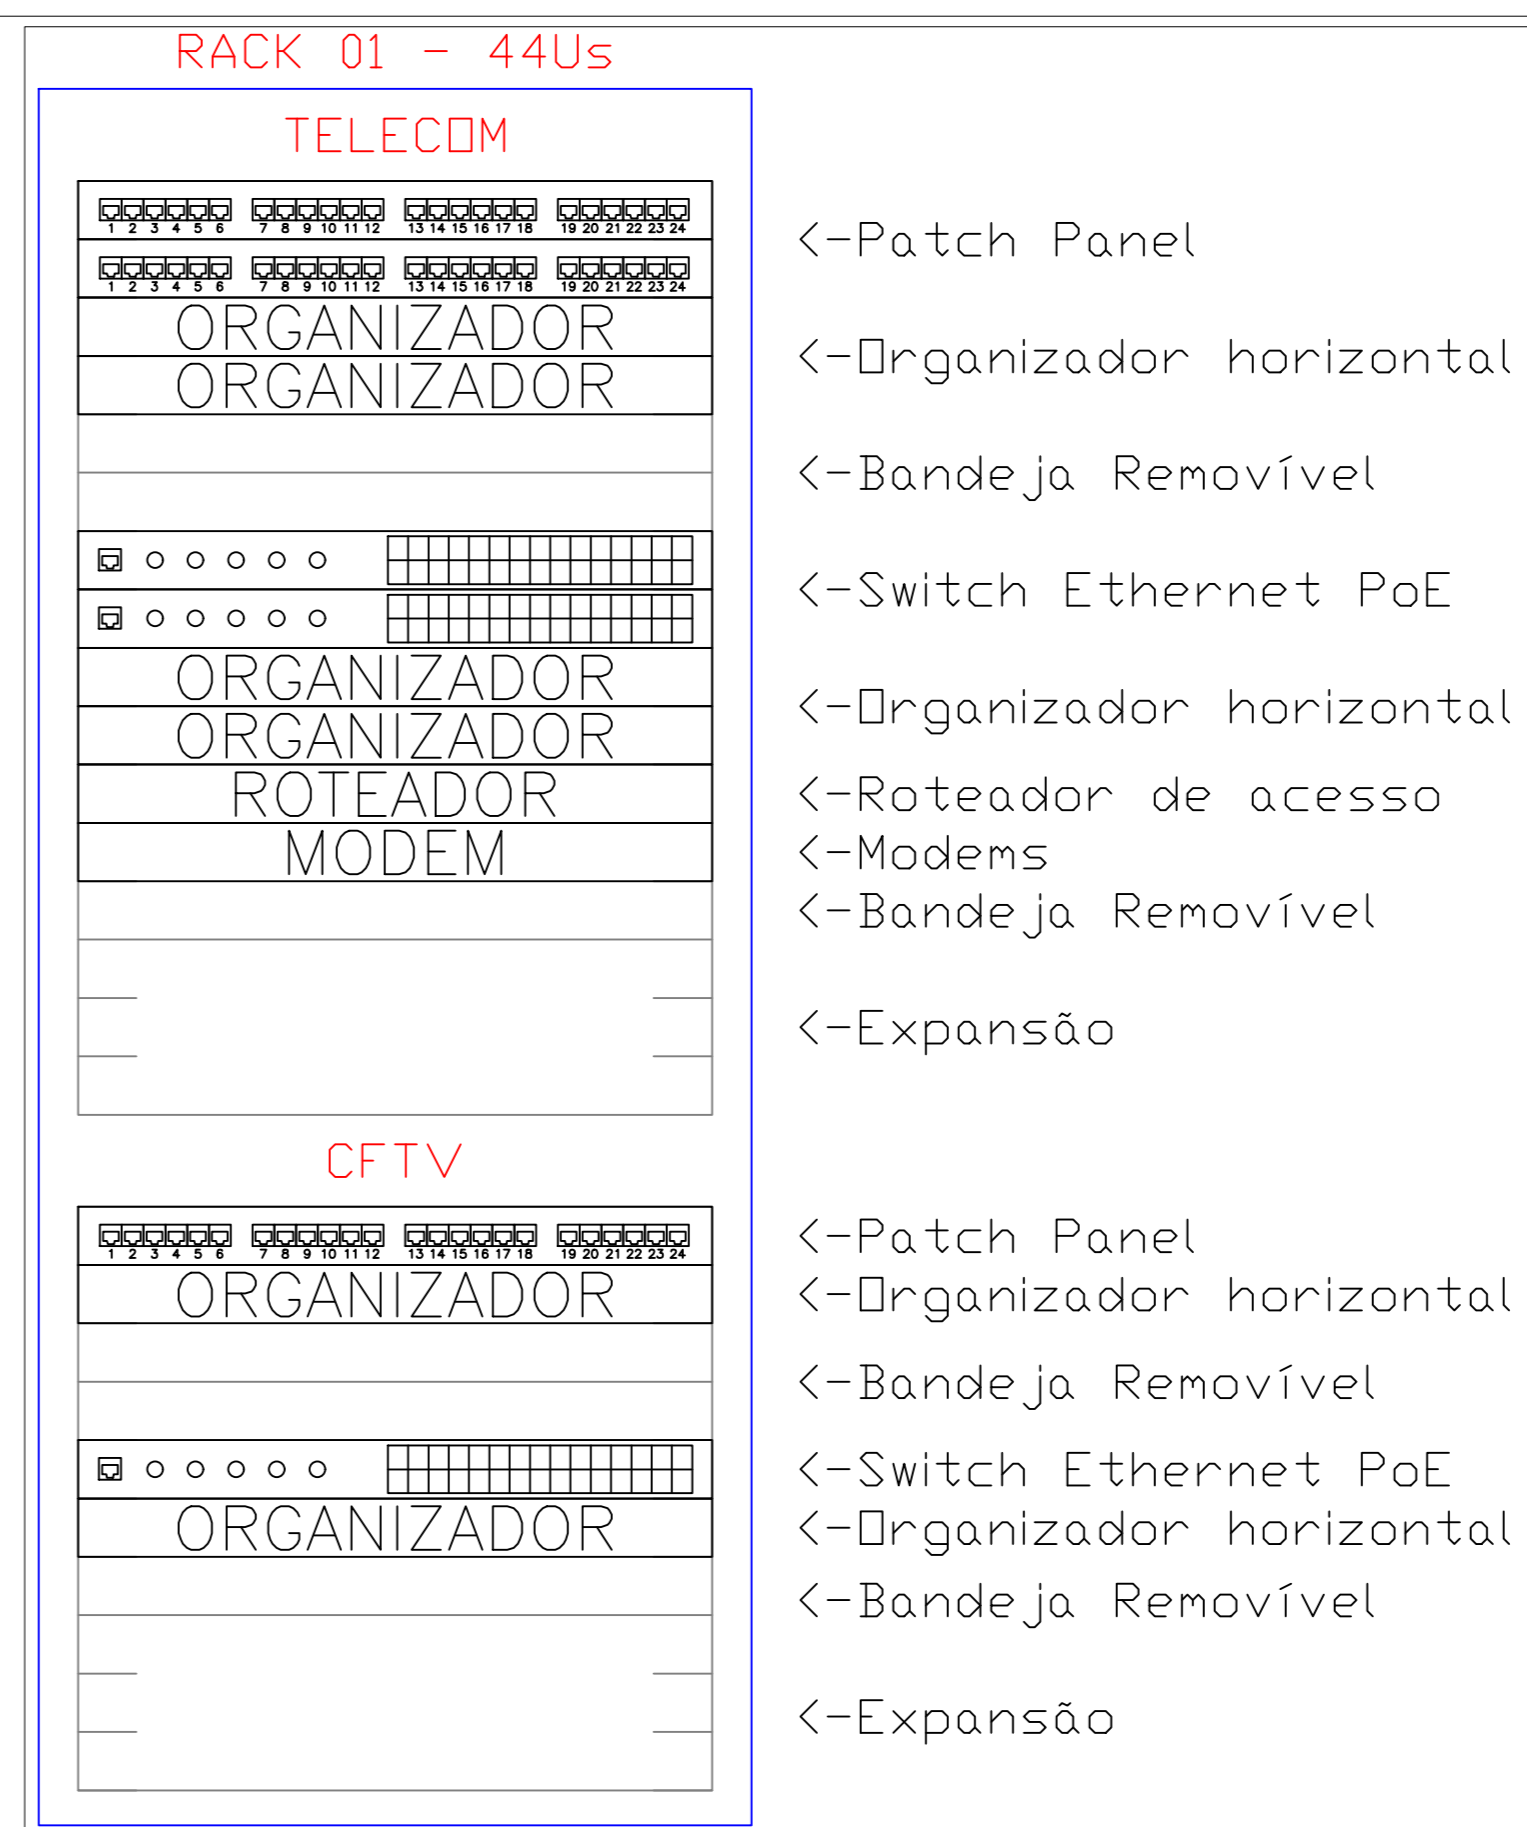 RACK 01 - 44Us
TELECOM
1 2 3 4 5 6 7 8 9 10 11 12 13 14 15 16 17 18 19 20 21 22 23 24
<-Patch Panel
1 2 3 4 5 6 7 8 9 10 11 12 13 14 15 16 17 18 19 20 21 22 23 24
ORGANIZADOR
<-Organizador horizontal
ORGANIZADOR
<-Bandeja Removível
<-Switch Ethernet PoE
ORGANIZADOR
<-Organizador horizontal
ORGANIZADOR
ROTEADOR <-Roteador de acesso
MODEM <-Modems
<-Bandeja Removível
<-Expansão
CFTV
1 2 3 4 5 6 7 8 9 10 11 12 13 14 15 16 17 18 19 20 21 22 23 24 <-Patch Panel
ORGANIZADOR <-Organizador horizontal
<-Bandeja Removível
<-Switch Ethernet PoE
ORGANIZADOR <-Organizador horizontal
<-Bandeja Removível
<-Expansão